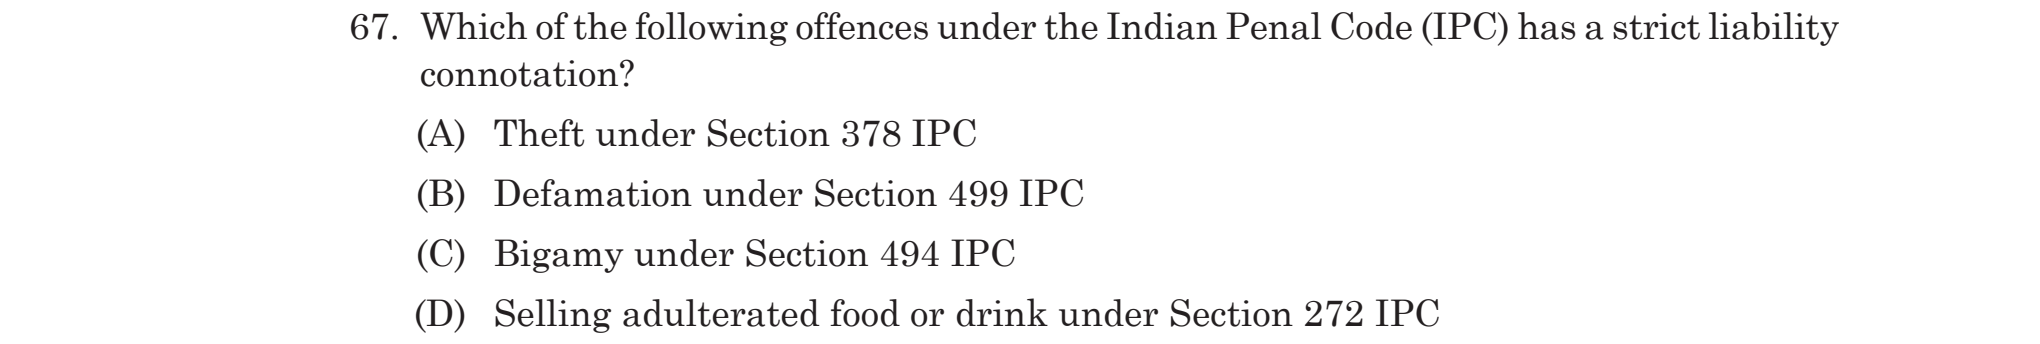 67. Which of the following offences under the Indian Penal Code (IPC) has a strict liability
connotation?
(A) Theft under Section 378 IPC
(B) Defamation under Section 499 IPC
(C) Bigamy under Section 494 IPC
(D) Selling adulterated food or drink under Section 272 IPC